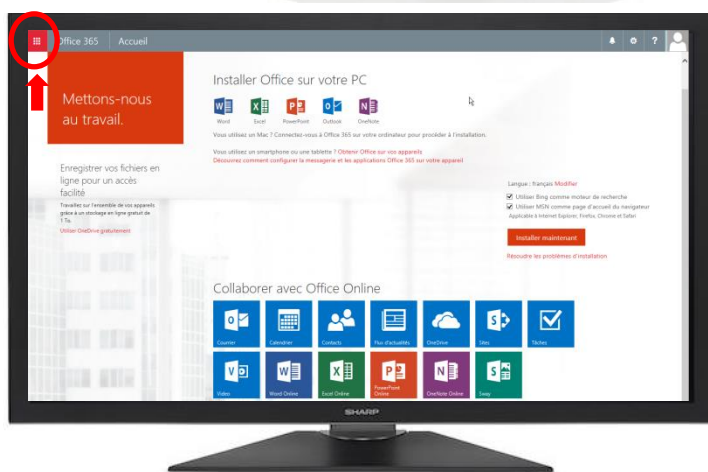 Office 365 Accueil ?
Mettons-nous
au travail.
Enregistrer vos fichiers en
ligne pour un accès
facilité
Travaillez sur l'ensemble de vos appareils
grâce à un stockage en ligne gratuit de
1 To.
Utiliser OneDrive gratuitement
Installer Office sur votre PC
Word Excel PowerPoint Outlook OneNote
Vous utilisez un Mac ? Connectez-vous à Office 365 sur votre ordinateur pour procéder à l'installation.
Vous utilisez un smartphone ou une tablette ? Obtenir Office sur vos appareils
Découvrez comment configurer la messagerie et les applications Office 365 sur votre appareil
Langue : français Modifier
Utiliser Bing comme moteur de recherche
Utiliser MSN comme page d'accueil du navigateur
Applicable à Internet Explorer, Firefox, Chrome et Safari
Installer maintenant
Résoudre les problèmes d'installation
Collaborer avec Office Online
Courrier Calendrier Contacts Flux d'actualités OneDrive Sites Tâches
Vidéo Word Online Excel Online PowerPoint Online OneNote Online Sway
SHARP